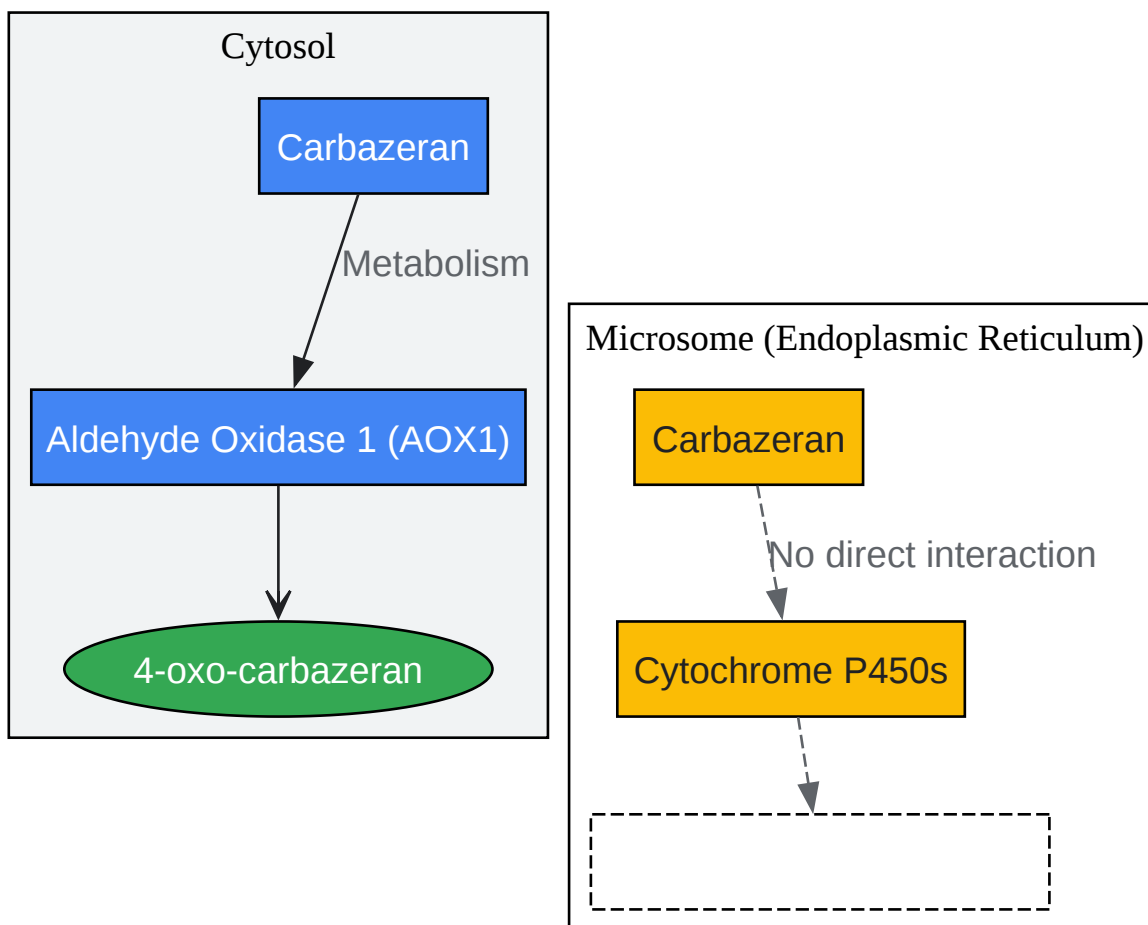 Cytosol
Carbazeran
Metabolism
Aldehyde Oxidase 1 (AOX1)
4-oxo-carbazeran
Microsome (Endoplasmic Reticulum)
Carbazeran
No direct interaction
Cytochrome P450s